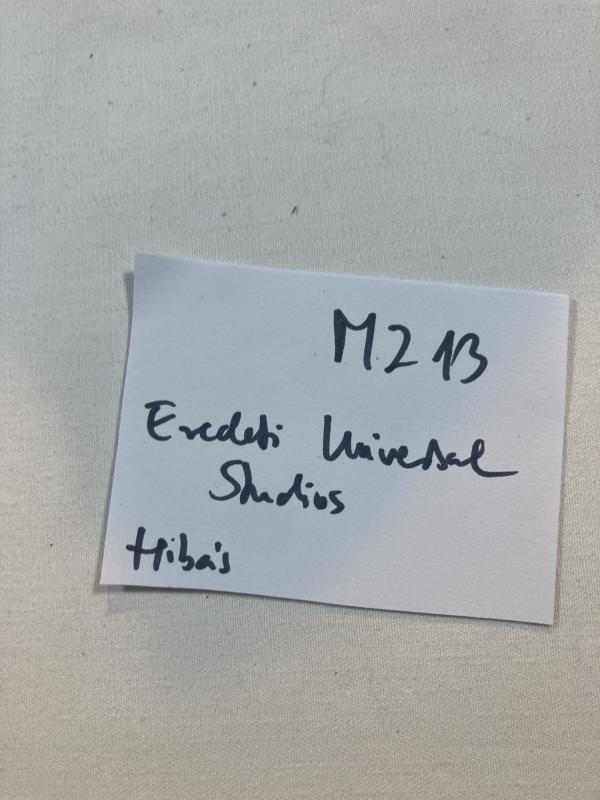 M213
Eredeti Universal
Studios
Hibás